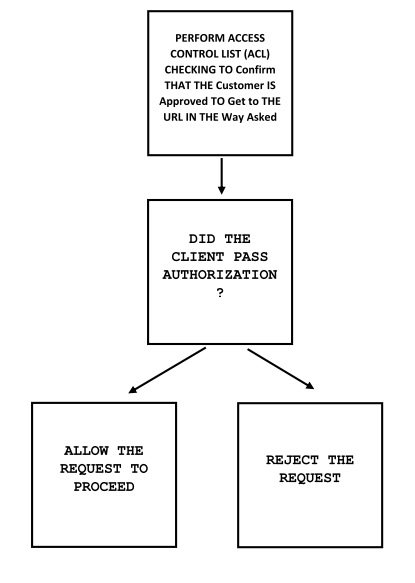 PERFORM ACCESS
CONTROL LIST (ACL)
CHECKING TO Confirm
THAT THE Customer IS
Approved TO Get to THE
URL IN THE Way Asked
DID THE
CLIENT PASS
AUTHORIZATION
?
ALLOW THE
REQUEST TO
PROCEED
REJECT THE
REQUEST